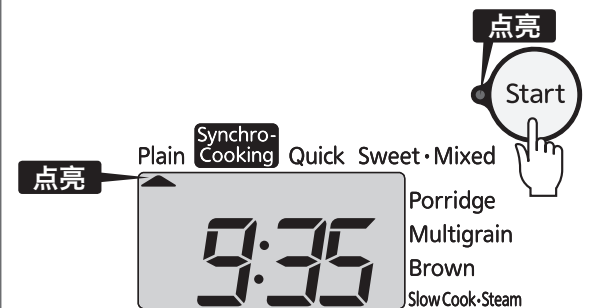 点亮
Start
Synchro-
Plain Cooking Quick Sweet･Mixed
点亮
Porridge
9:35
Multigrain
Brown
Slow Cook･Steam